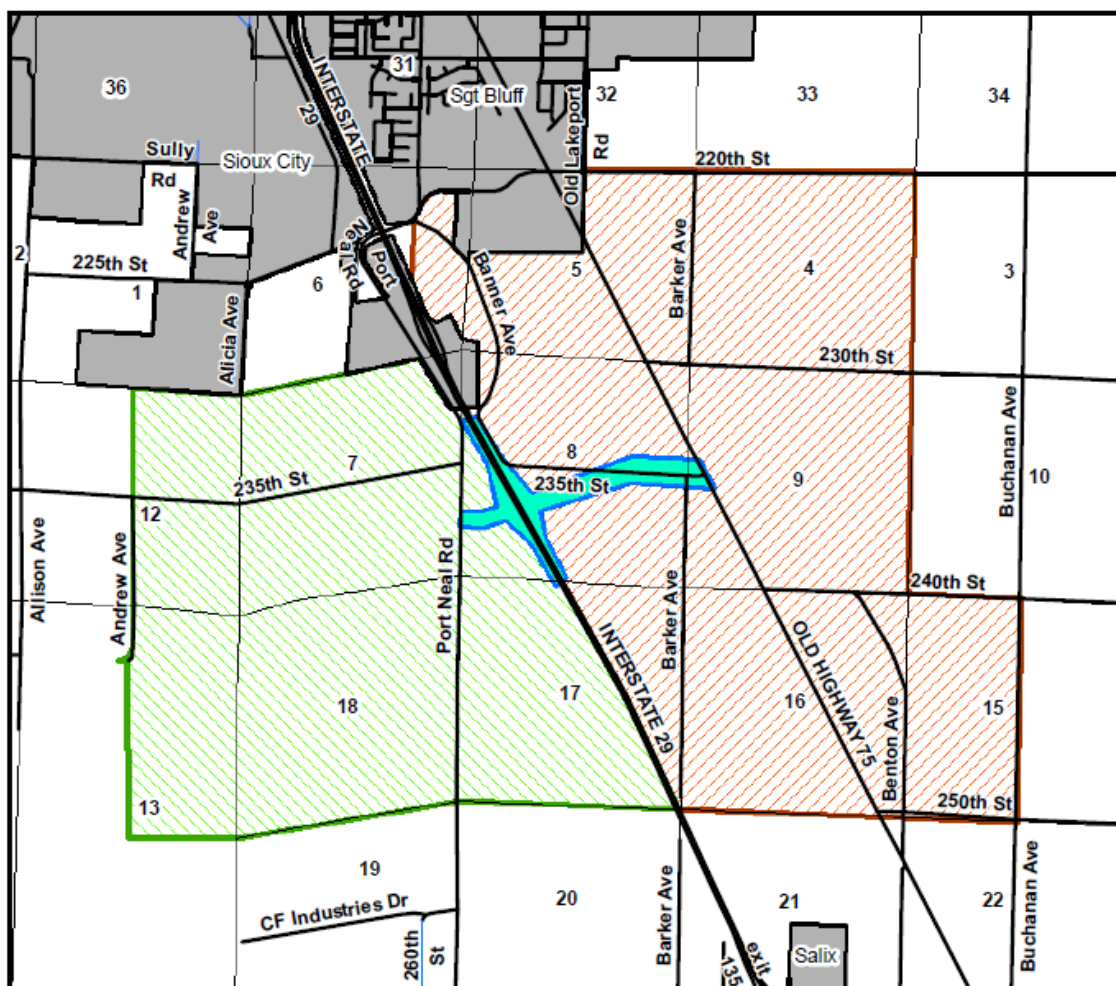 31
INTERSTATE
29
36
Sgt Bluff
32
33
34
Old Lakeport
Rd
Sully
Rd
Sioux City
220th St
Andrew
Ave
2
225th St
1
6
Neal Rd
Port
Banner Ave
5
Barker Ave
4
3
Alicia Ave
230th St
Buchanan Ave
7
8
9
10
235th St
235th St
12
Allison Ave
Andrew Ave
Port Neal Rd
Barker Ave
240th St
INTERSTATE 29
OLD HIGHWAY 75
18
17
16
Benton Ave
15
13
250th St
19
20
21
22
CF Industries Dr
260th
St
Barker Ave
exit
135
Salix
Buchanan Ave